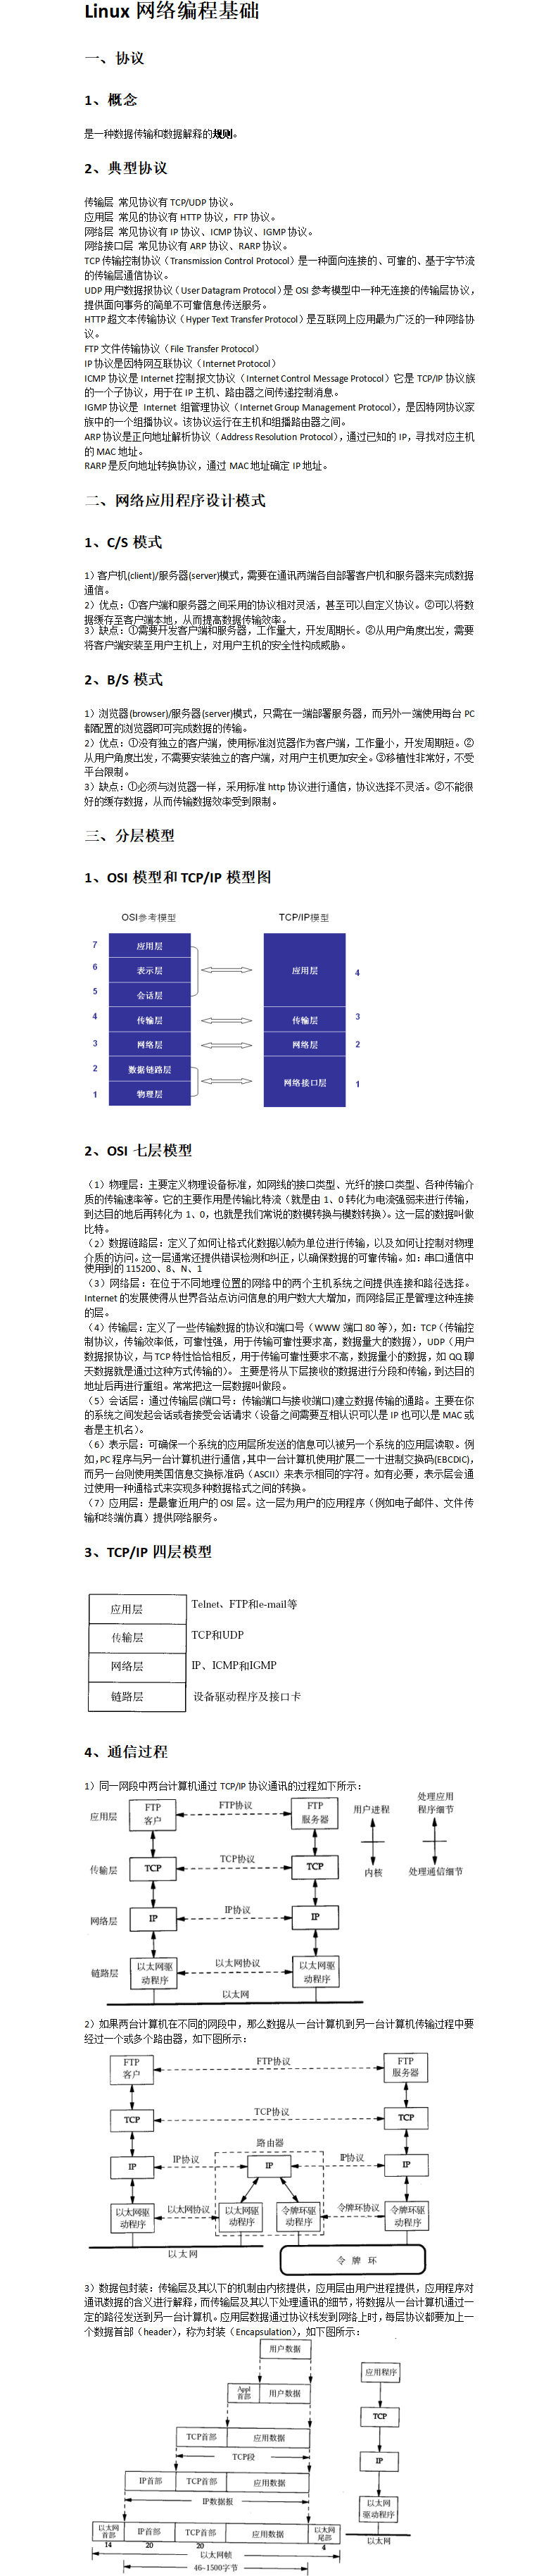 Linux 网络编程基础
一、协议
1、概念
是一种数据传输和数据解释的规则。
2、典型协议
传输层 常见协议有 TCP/UDP 协议。
应用层 常见的协议有 HTTP 协议，FTP 协议。
网络层 常见协议有 IP 协议、ICMP 协议、IGMP 协议。
网络接口层 常见协议有 ARP 协议、RARP 协议。
TCP 传输控制协议（Transmission Control Protocol）是一种面向连接的、可靠的、基于字节流
的传输层通信协议。
UDP 用户数据报协议（User Datagram Protocol）是 OSI 参考模型中一种无连接的传输层协议，
提供面向事务的简单不可靠信息传送服务。
HTTP 超文本传输协议（Hyper Text Transfer Protocol）是互联网上应用最为广泛的一种网络协
议。
FTP 文件传输协议（File Transfer Protocol）
IP 协议是因特网互联协议（Internet Protocol）
ICMP 协议是 Internet 控制报文协议（Internet Control Message Protocol）它是 TCP/IP 协议族
的一个子协议，用于在 IP 主机、路由器之间传递控制消息。
IGMP 协议是 Internet 组管理协议（Internet Group Management Protocol），是因特网协议家
族中的一个组播协议。该协议运行在主机和组播路由器之间。
ARP 协议是正向地址解析协议（Address Resolution Protocol），通过已知的 IP，寻找对应主机
的 MAC 地址。
RARP 是反向地址转换协议，通过 MAC 地址确定 IP 地址。
二、网络应用程序设计模式
1、C/S 模式
1）客户机(client)/服务器(server)模式，需要在通讯两端各自部署客户机和服务器来完成数据
通信。
2）优点：①客户端和服务器之间采用的协议相对灵活，甚至可以自定义协议。②可以将数
据缓存至客户端本地，从而提高数据传输效率。
3）缺点：①需要开发客户端和服务器，工作量大，开发周期长。②从用户角度出发，需要
将客户端安装至用户主机上，对用户主机的安全性构成威胁。
2、B/S 模式
1）浏览器(browser)/服务器(server)模式，只需在一端部署服务器，而另外一端使用每台 PC
都配置的浏览器即可完成数据的传输。
2）优点：①没有独立的客户端，使用标准浏览器作为客户端，工作量小，开发周期短。②
从用户角度出发，不需要安装独立的客户端，对用户主机更加安全。③移植性非常好，不受
平台限制。
3）缺点：①必须与浏览器一样，采用标准 http 协议进行通信，协议选择不灵活。②不能很
好的缓存数据，从而传输数据效率受到限制。
三、分层模型
1、OSI 模型和 TCP/IP 模型图
OSI参考模型 TCP/IP模型
7 应用层
6 表示层 应用层 4
5 会话层
4 传输层 传输层 3
3 网络层 网络层 2
2 数据链路层
网络接口层 1
1 物理层
2、OSI 七层模型
（1）物理层：主要定义物理设备标准，如网线的接口类型、光纤的接口类型、各种传输介
质的传输速率等。它的主要作用是传输比特流（就是由 1、0 转化为电流强弱来进行传输，
到达目的地后再转化为 1、0，也就是我们常说的数模转换与模数转换）。这一层的数据叫做
比特。
（2）数据链路层：定义了如何让格式化数据以帧为单位进行传输，以及如何让控制对物理
介质的访问。这一层通常还提供错误检测和纠正，以确保数据的可靠传输。如：串口通信中
使用到的 115200、8、N、1
（3）网络层：在位于不同地理位置的网络中的两个主机系统之间提供连接和路径选择。
Internet 的发展使得从世界各站点访问信息的用户数大大增加，而网络层正是管理这种连接
的层。
（4）传输层：定义了一些传输数据的协议和端口号（WWW 端口 80 等），如：TCP（传输控
制协议，传输效率低，可靠性强，用于传输可靠性要求高，数据量大的数据），UDP（用户
数据报协议，与 TCP 特性恰恰相反，用于传输可靠性要求不高，数据量小的数据，如 QQ 聊
天数据就是通过这种方式传输的）。 主要是将从下层接收的数据进行分段和传输，到达目的
地址后再进行重组。常常把这一层数据叫做段。
（5）会话层：通过传输层(端口号：传输端口与接收端口)建立数据传输的通路。主要在你
的系统之间发起会话或者接受会话请求（设备之间需要互相认识可以是 IP 也可以是 MAC 或
者是主机名）。
（6）表示层：可确保一个系统的应用层所发送的信息可以被另一个系统的应用层读取。例
如，PC 程序与另一台计算机进行通信，其中一台计算机使用扩展二一十进制交换码(EBCDIC)，
而另一台则使用美国信息交换标准码（ASCII）来表示相同的字符。如有必要，表示层会通
过使用一种通格式来实现多种数据格式之间的转换。
（7）应用层：是最靠近用户的 OSI 层。这一层为用户的应用程序（例如电子邮件、文件传
输和终端仿真）提供网络服务。
3、TCP/IP 四层模型
应用层 Telnet、FTP和e-mail等
传输层 TCP和UDP
网络层 IP、ICMP和IGMP
链路层 设备驱动程序及接口卡
4、通信过程
1）同一网段中两台计算机通过 TCP/IP 协议通讯的过程如下所示：
应用层 FTP 客户 FTP协议 FTP 服务器 用户进程 处理应用 程序细节
传输层 TCP TCP协议 TCP 内核 处理通信细节
网络层 IP IP协议 IP
链路层 以太网驱 动程序 以太网协议 以太网驱 动程序
以太网
2）如果两台计算机在不同的网段中，那么数据从一台计算机到另一台计算机传输过程中要
经过一个或多个路由器，如下图所示：
FTP 客户 FTP协议 FTP 服务器
TCP TCP协议 TCP
路由器
IP IP协议 IP IP协议 IP
以太网驱 动程序 以太网协议 以太网驱 动程序 令牌环驱 动程序 令牌环协议 令牌环驱 动程序
以太网 令牌环
3）数据包封装：传输层及其以下的机制由内核提供，应用层由用户进程提供，应用程序对
通讯数据的含义进行解释，而传输层及其以下处理通讯的细节，将数据从一台计算机通过一
定的路径发送到另一台计算机。应用层数据通过协议栈发到网络上时，每层协议都要加上一
个数据首部（header），称为封装（Encapsulation），如下图所示：
用户数据
应用程序
Appl 首部 用户数据
TCP
TCP首部 应用数据
TCP段
IP
IP首部 TCP首部 应用数据
IP数据报
以太网 驱动程序
以太网 首部 IP首部 TCP首部 应用数据 以太网 尾部
以太网
14 20 20 4
以太网帧
46~1500字节